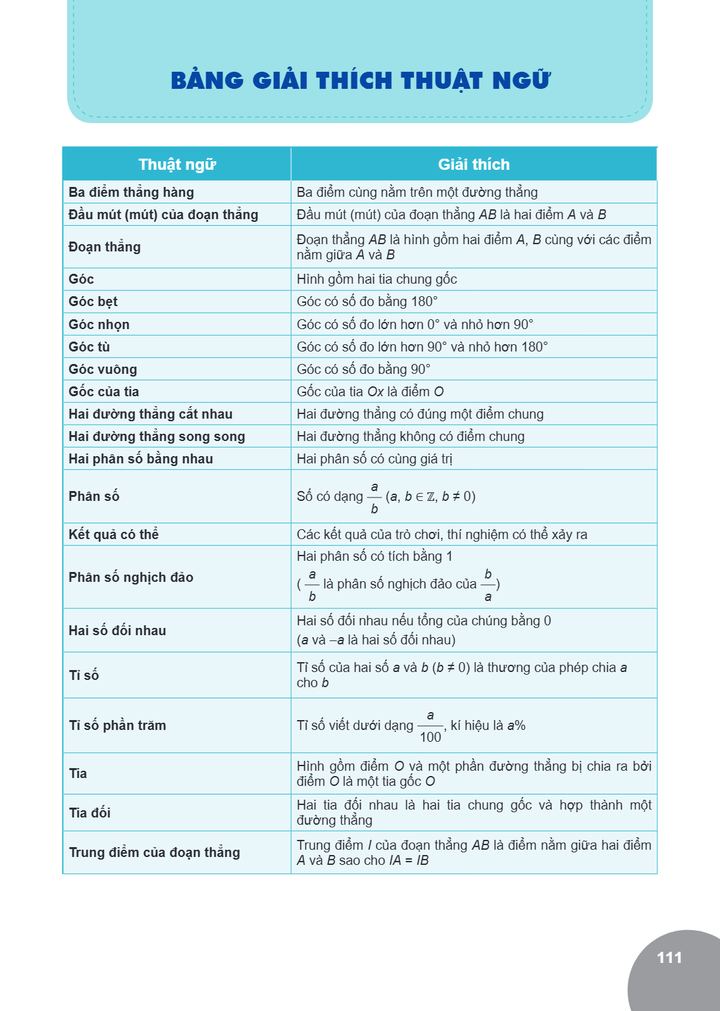 BẢNG GIẢI THÍCH THUẬT NGỮ
Thuật ngữ Giải thích
Ba điểm thẳng hàng Ba điểm cùng nằm trên một đường thẳng
Đầu mút (mút) của đoạn thẳng Đầu mút (mút) của đoạn thẳng AB là hai điểm A và B
Đoạn thẳng Đoạn thẳng AB là hình gồm hai điểm A, B cùng với các điểm
nằm giữa A và B
Góc Hình gồm hai tia chung gốc
Góc bẹt Góc có số đo bằng 180°
Góc nhọn Góc có số đo lớn hơn 0° và nhỏ hơn 90°
Góc tù Góc có số đo lớn hơn 90° và nhỏ hơn 180°
Góc vuông Góc có số đo bằng 90°
Gốc của tia Gốc của tia Ox là điểm O
Hai đường thẳng cắt nhau Hai đường thẳng có đúng một điểm chung
Hai đường thẳng song song Hai đường thẳng không có điểm chung
Hai phân số bằng nhau Hai phân số có cùng giá trị
Phân số Số có dạng a/b (a, b ∈ ℤ, b ≠ 0)
Kết quả có thể Các kết quả của trò chơi, thí nghiệm có thể xảy ra
Phân số nghịch đảo Hai phân số có tích bằng 1
( a/b là phân số nghịch đảo của b/a )
Hai số đối nhau Hai số đối nhau nếu tổng của chúng bằng 0
(a và –a là hai số đối nhau)
Tỉ số Tỉ số của hai số a và b (b ≠ 0) là thương của phép chia a
cho b
Tỉ số phần trăm Tỉ số viết dưới dạng a/100, kí hiệu là a%
Tia Hình gồm điểm O và một phần đường thẳng bị chia ra bởi
điểm O là một tia gốc O
Tia đối Hai tia đối nhau là hai tia chung gốc và hợp thành một
đường thẳng
Trung điểm của đoạn thẳng Trung điểm I của đoạn thẳng AB là điểm nằm giữa hai điểm
A và B sao cho IA = IB
111